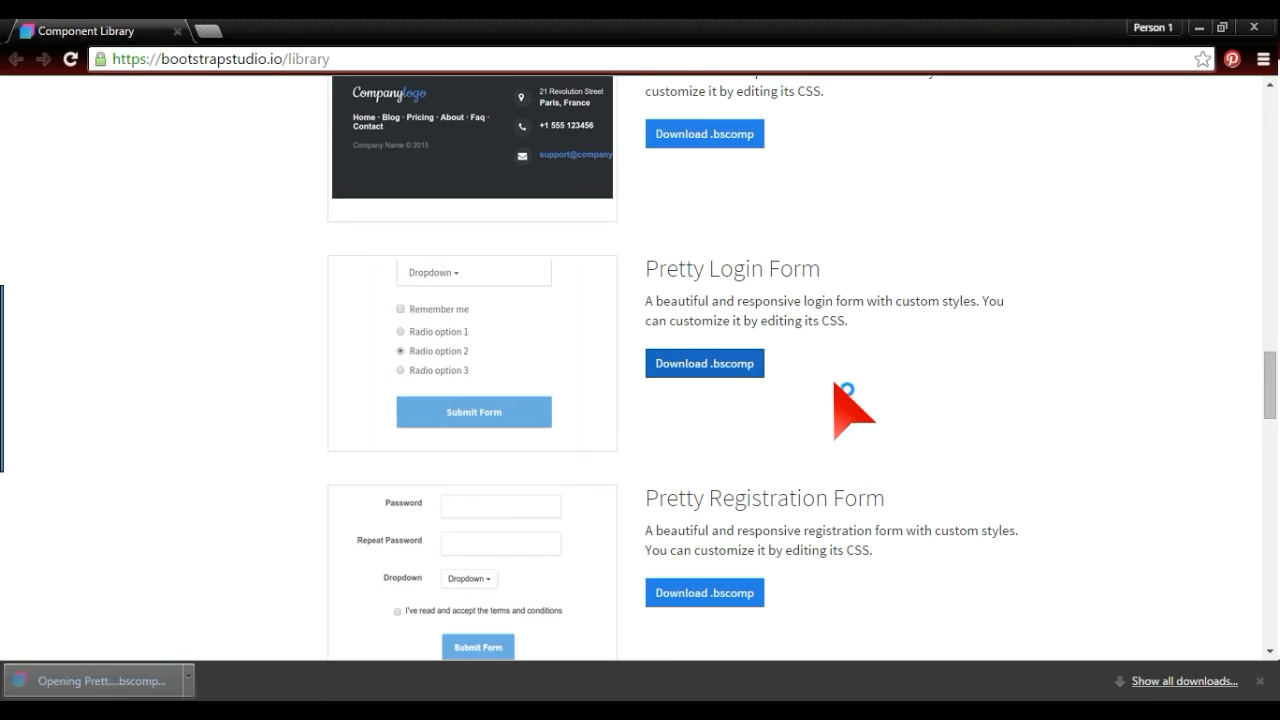 Component Library
Person 1
https://bootstrapstudio.io/library
Companylogo
Home · Blog · Pricing · About · Faq ·
Contact
Company Name © 2015
21 Revolution Street
Paris, France
+1 555 123456
support@company
customize it by editing its CSS.
Download .bscomp
Dropdown
Remember me
Radio option 1
Radio option 2
Radio option 3
Submit Form
Pretty Login Form
A beautiful and responsive login form with custom styles. You
can customize it by editing its CSS.
Download .bscomp
Password
Repeat Password
Dropdown Dropdown
I've read and accept the terms and conditions
Submit Form
Pretty Registration Form
A beautiful and responsive registration form with custom styles.
You can customize it by editing its CSS.
Download .bscomp
Opening Prett....bscomp...
Show all downloads...